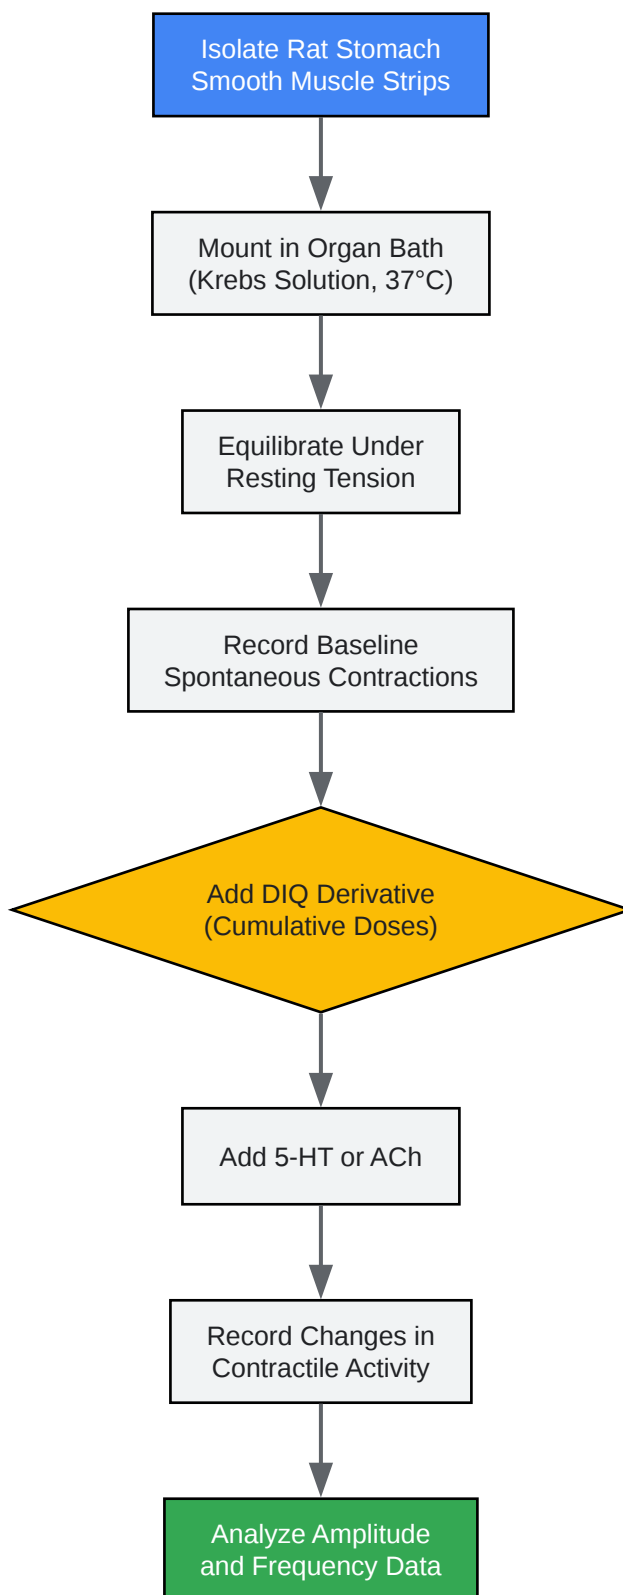 Isolate Rat Stomach
Smooth Muscle Strips
Mount in Organ Bath
(Krebs Solution, 37°C)
Equilibrate Under
Resting Tension
Record Baseline
Spontaneous Contractions
Add DIQ Derivative
(Cumulative Doses)
Add 5-HT or ACh
Record Changes in
Contractile Activity
Analyze Amplitude
and Frequency Data